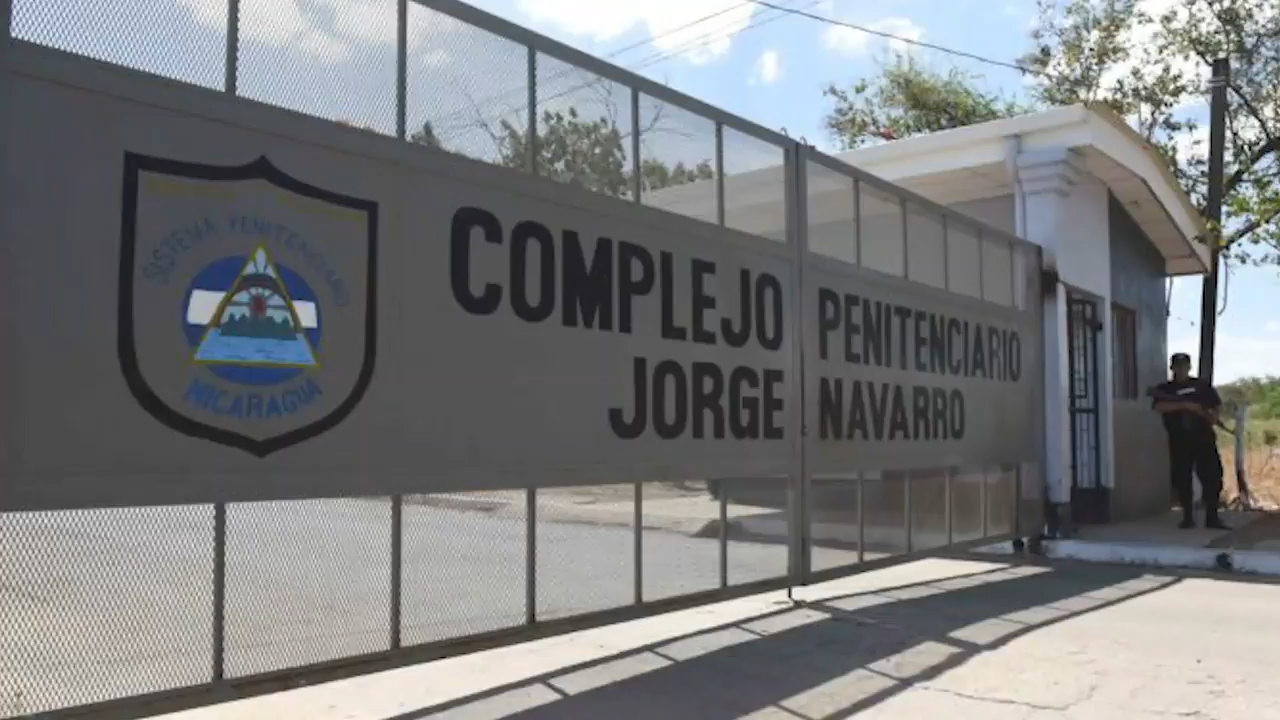 SISTEMA PENITENCIARIO
NICARAGUA
COMPLEJO PENITENCIARIO
JORGE NAVARRO